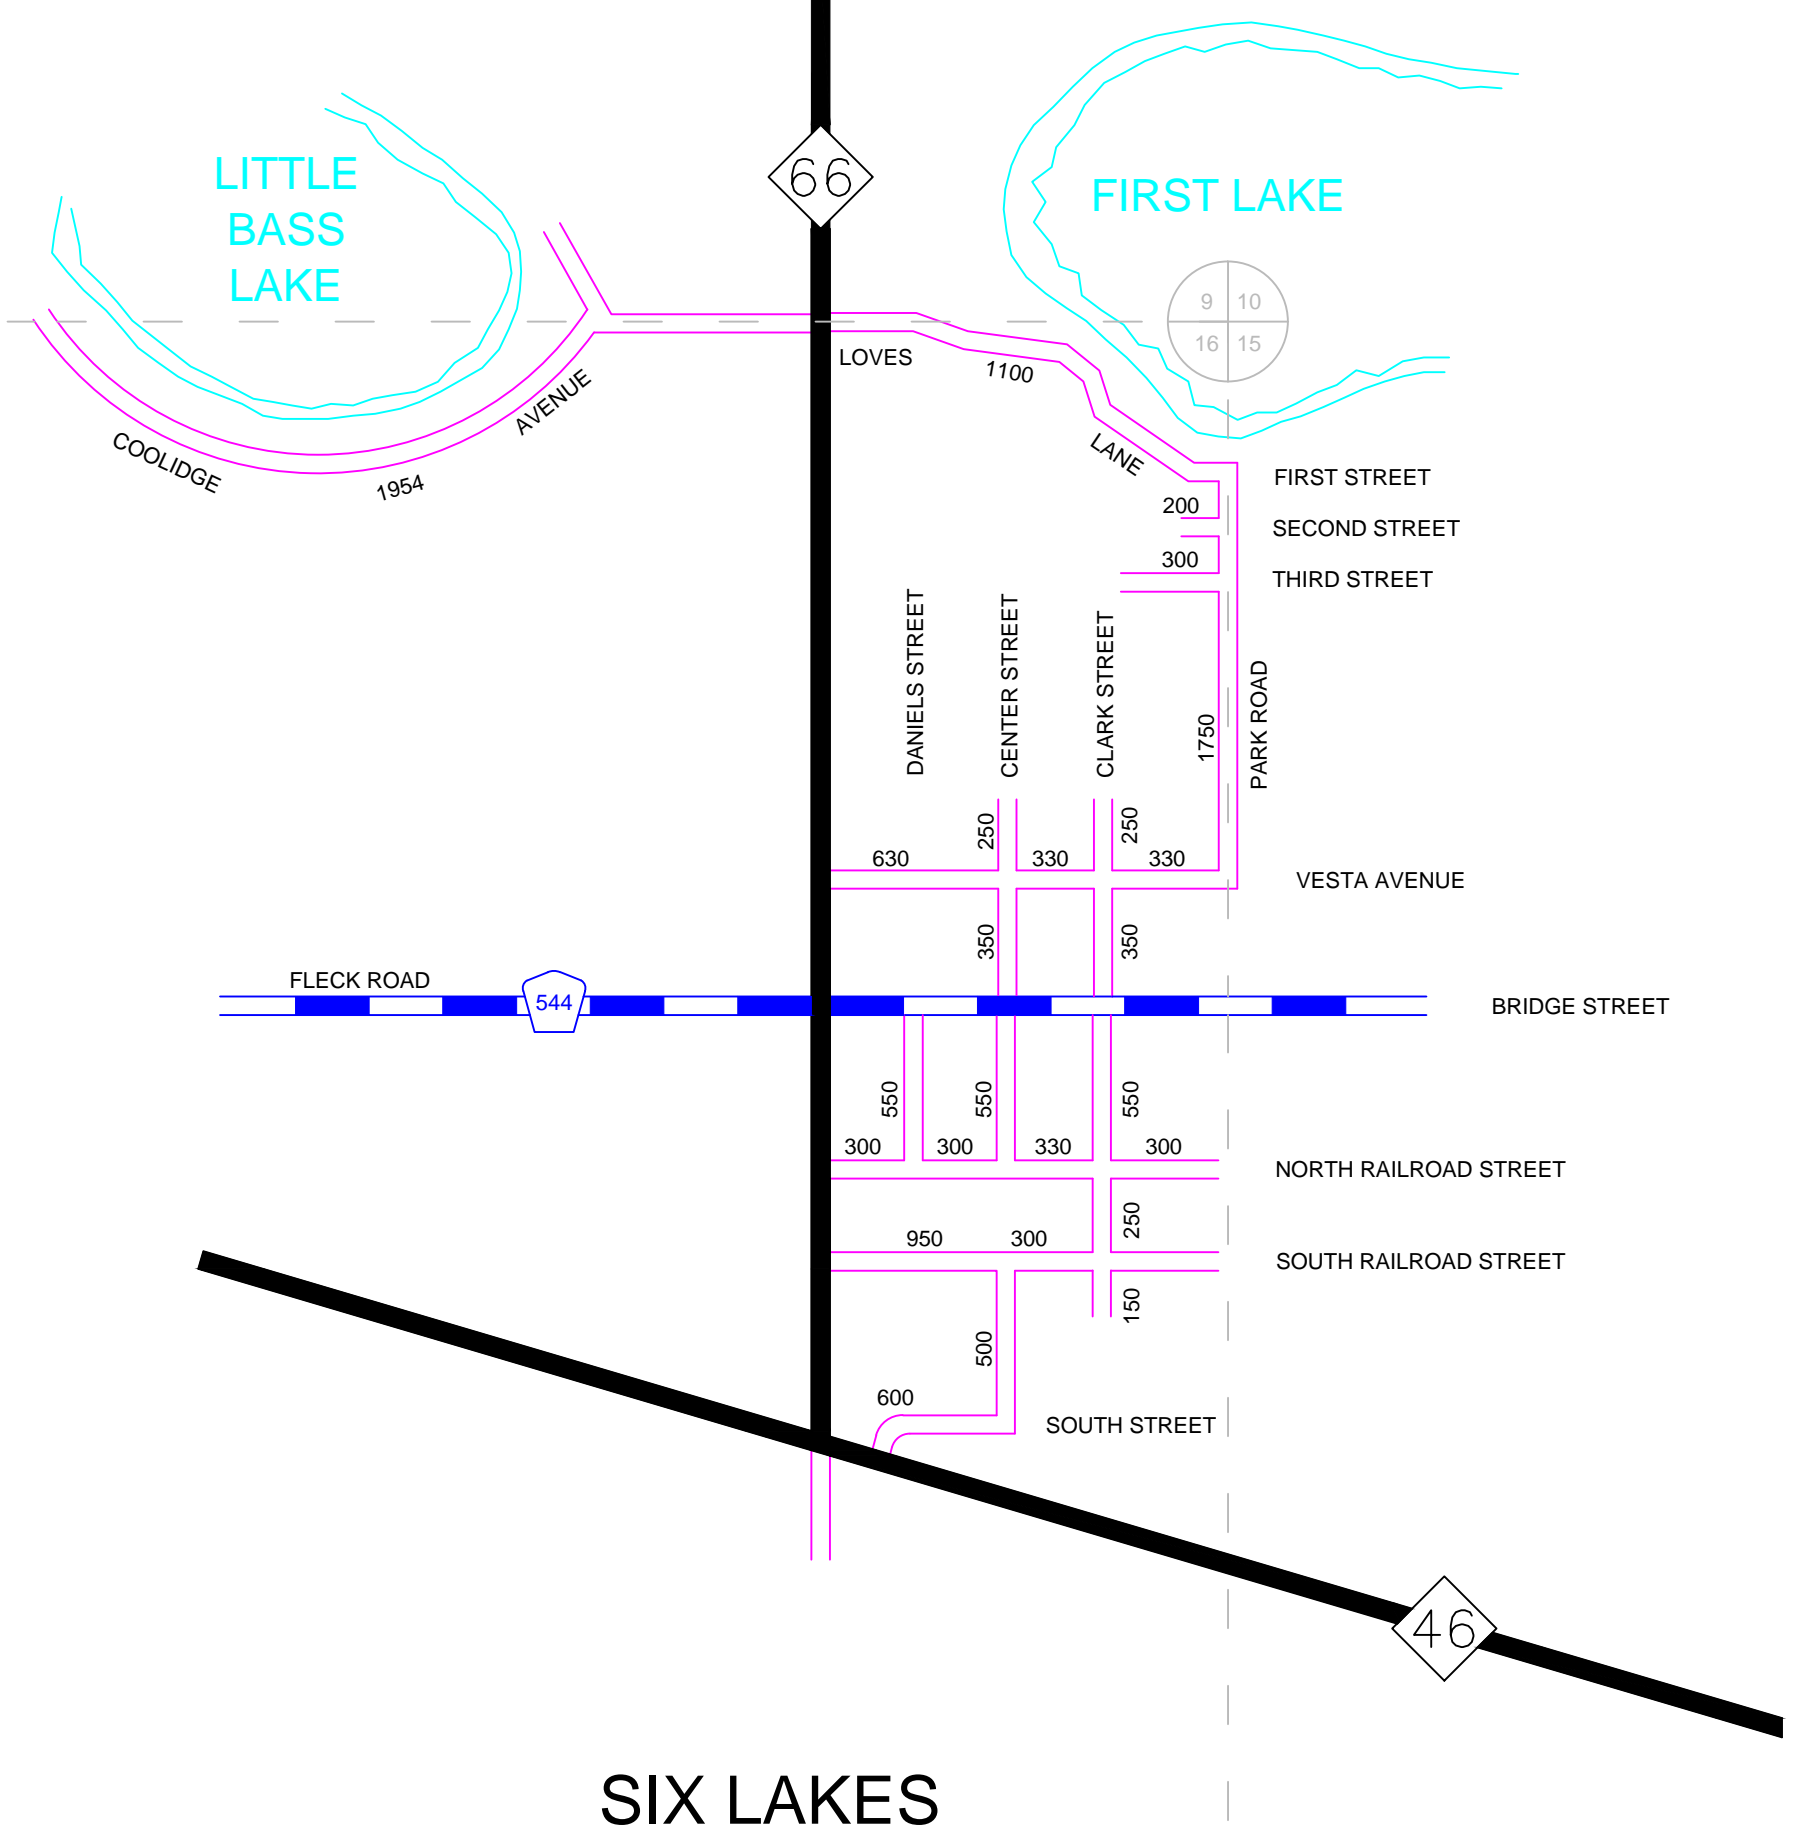 66
LITTLE
BASS
LAKE
FIRST LAKE
9 10
16 15
LOVES
1100
LANE
COOLIDGE
1954
AVENUE
FIRST STREET
200
SECOND STREET
300
THIRD STREET
DANIELS STREET
CENTER STREET
CLARK STREET
1750
PARK ROAD
250
250
630
330
330
VESTA AVENUE
350
350
FLECK ROAD
544
BRIDGE STREET
550
550
550
300
300
330
300
NORTH RAILROAD STREET
250
950
300
SOUTH RAILROAD STREET
150
500
600
SOUTH STREET
46
SIX LAKES